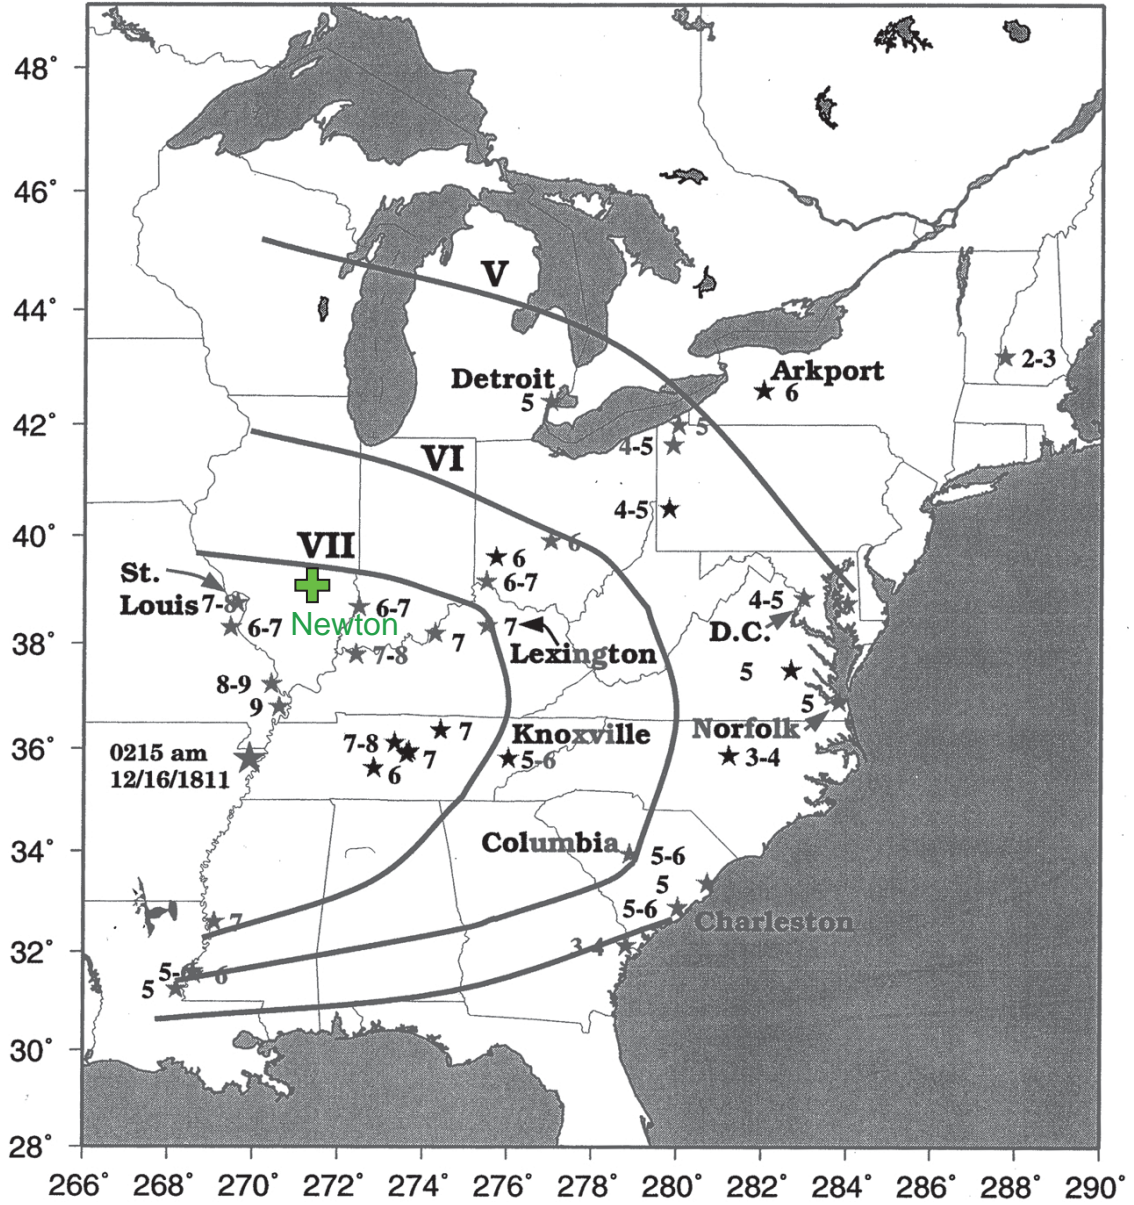 48°
46°
V
44°
2-3
Detroit
Arkport
5
6
42°
5
4-5
VI
4-5
40°
6
VII
6
St.
Louis
7-8
6-7
4-5
6-7
6-7
Newton
7
7
D.C.
38°
7-8
Lexington
5
8-9
5
9
7
Knoxville
Norfolk
36°
0215 am
12/16/1811
7-8
7
5-6
3-4
6
34°
Columbia
5-6
5
5-6
7
Charleston
32°
3-4
5-6
6
5
30°
28°
266° 268° 270° 272° 274° 276° 278° 280° 282° 284° 286° 288° 290°